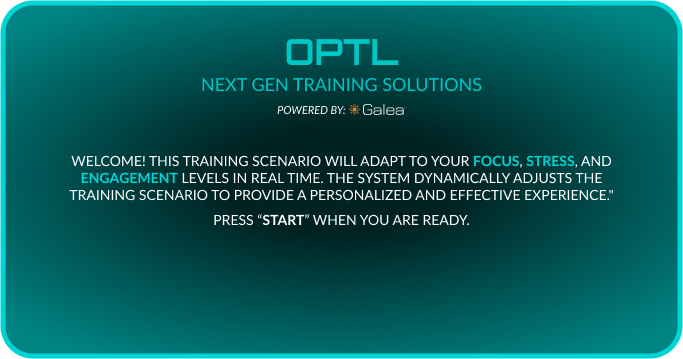 OPTL
NEXT GEN TRAINING SOLUTIONS
POWERED BY: Galea
WELCOME! THIS TRAINING SCENARIO WILL ADAPT TO YOUR FOCUS, STRESS, AND
ENGAGEMENT LEVELS IN REAL TIME. THE SYSTEM DYNAMICALLY ADJUSTS THE
TRAINING SCENARIO TO PROVIDE A PERSONALIZED AND EFFECTIVE EXPERIENCE."
PRESS “START” WHEN YOU ARE READY.